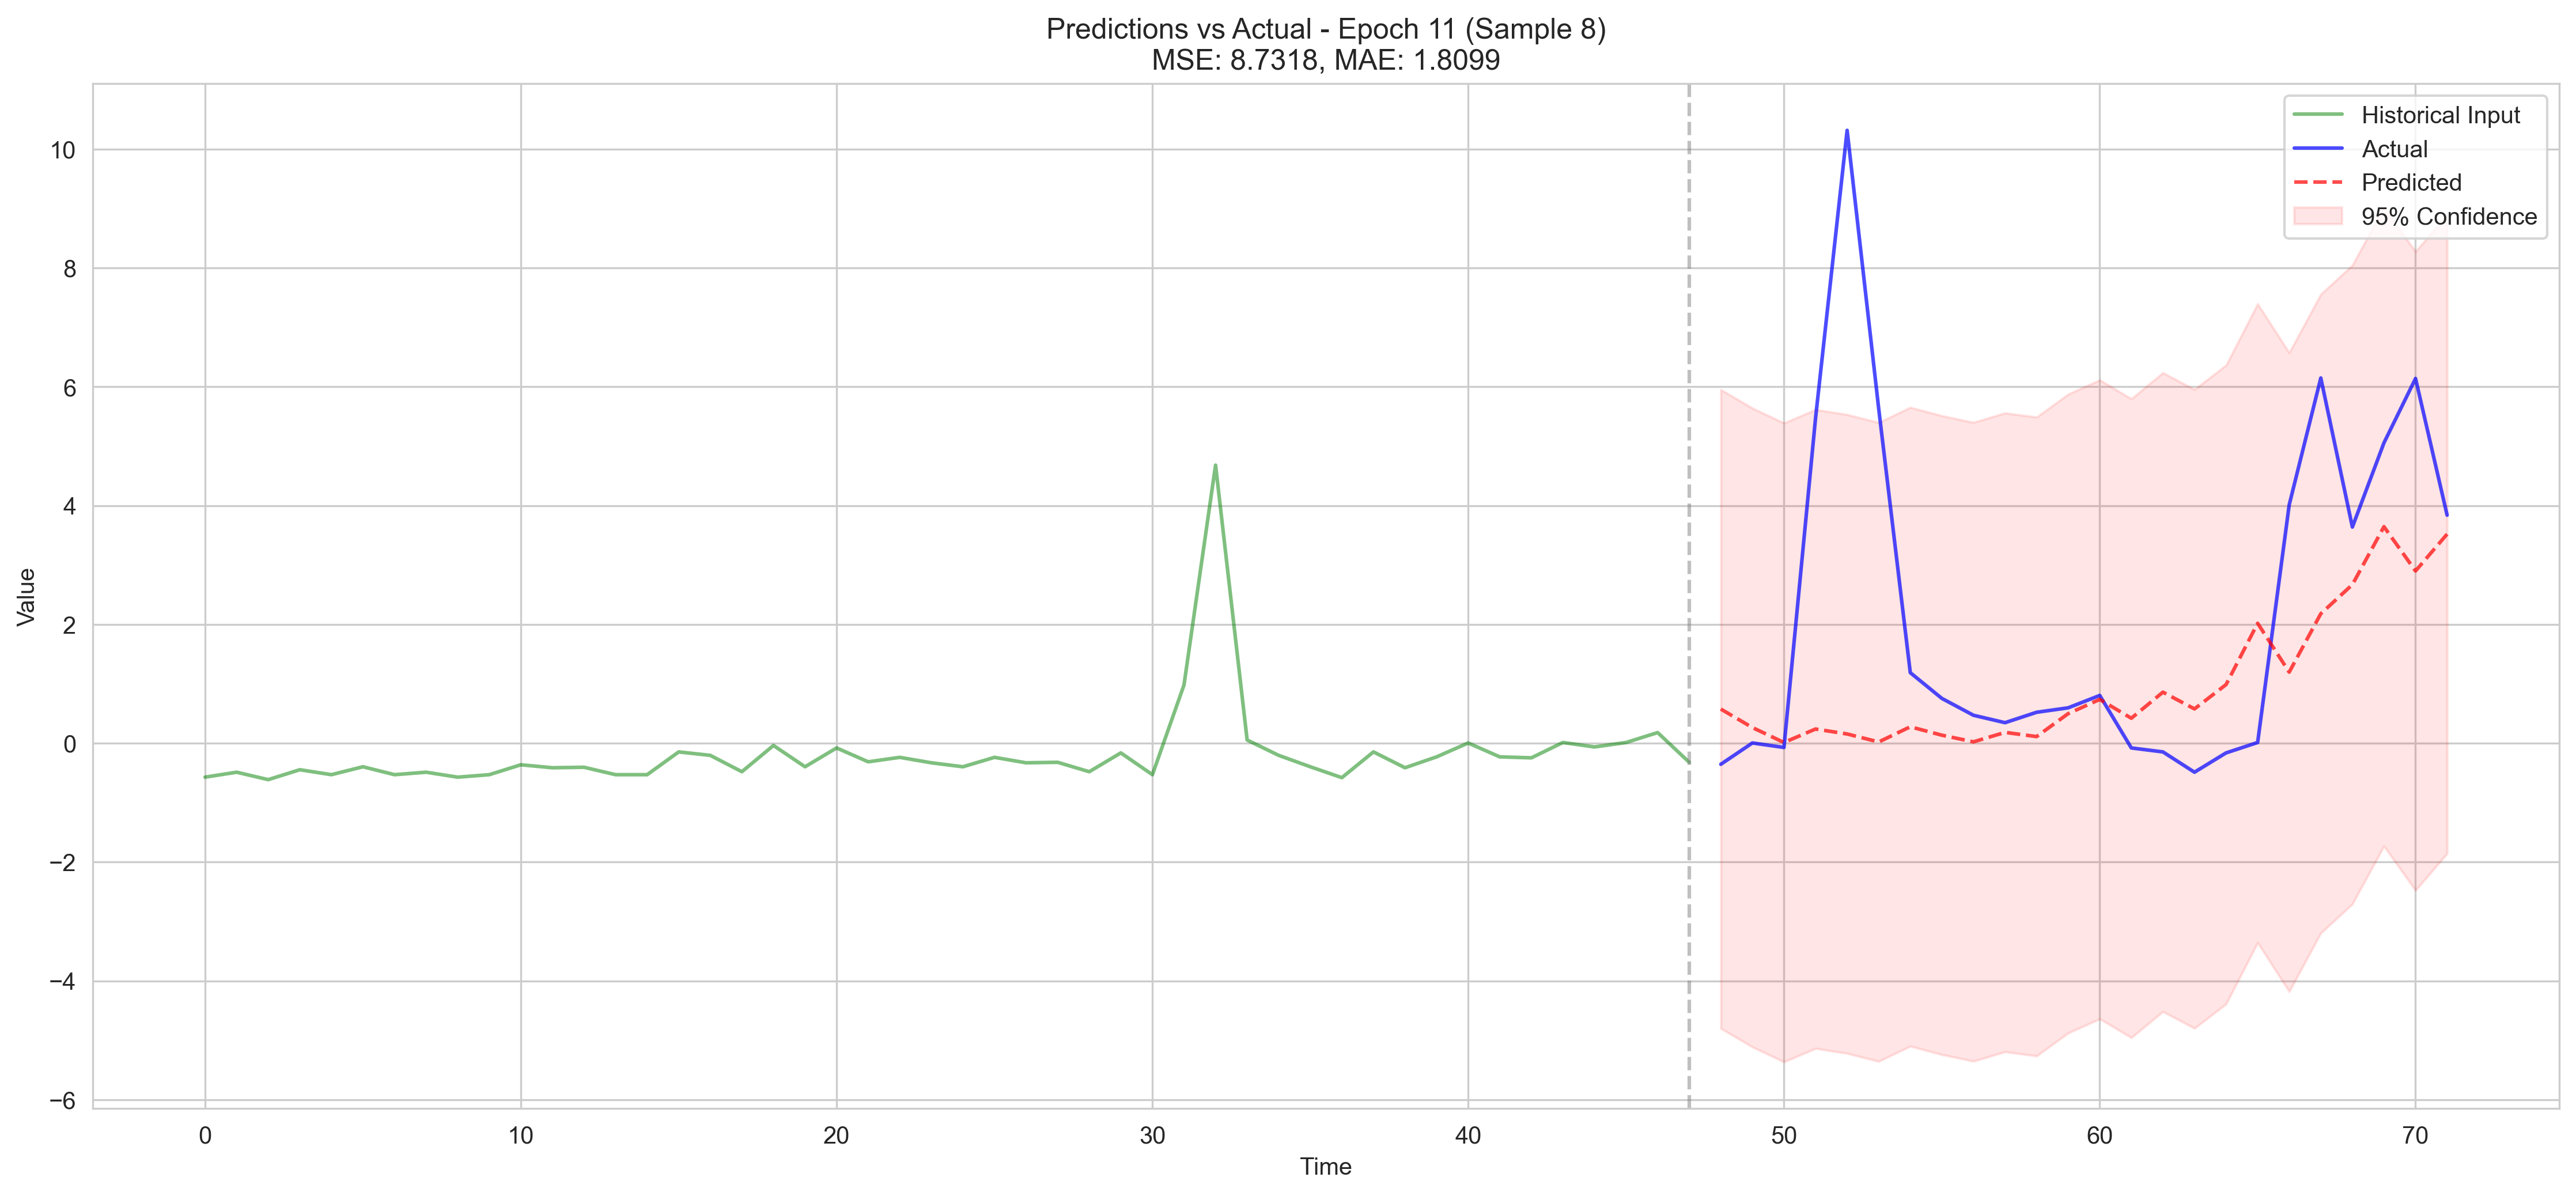 Predictions vs Actual - Epoch 11 (Sample 8)
MSE: 8.7318, MAE: 1.8099
Historical Input
Actual
Predicted
95% Confidence
Value
10
8
6
4
2
0
−2
−4
−6
0 10 20 30 40 50 60 70
Time